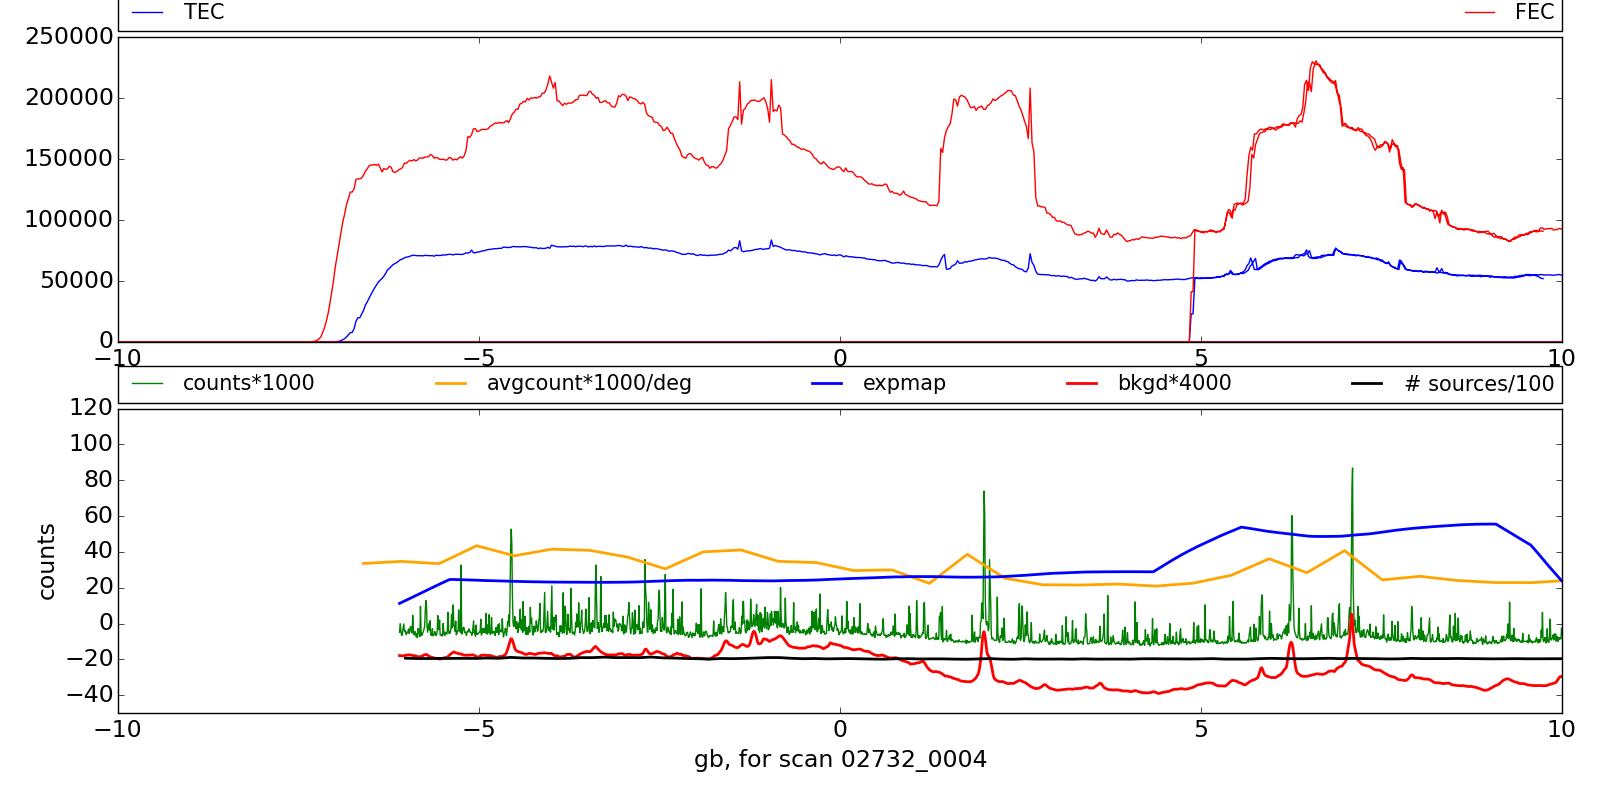 TEC FEC
250000
200000
150000
100000
50000
0
−10 −5 0 5 10
counts*1000 avgcount*1000/deg expmap bkgd*4000 # sources/100
120
100
80
60
40
20
0
−20
−40
counts
−10 −5 0 5 10
gb, for scan 02732_0004